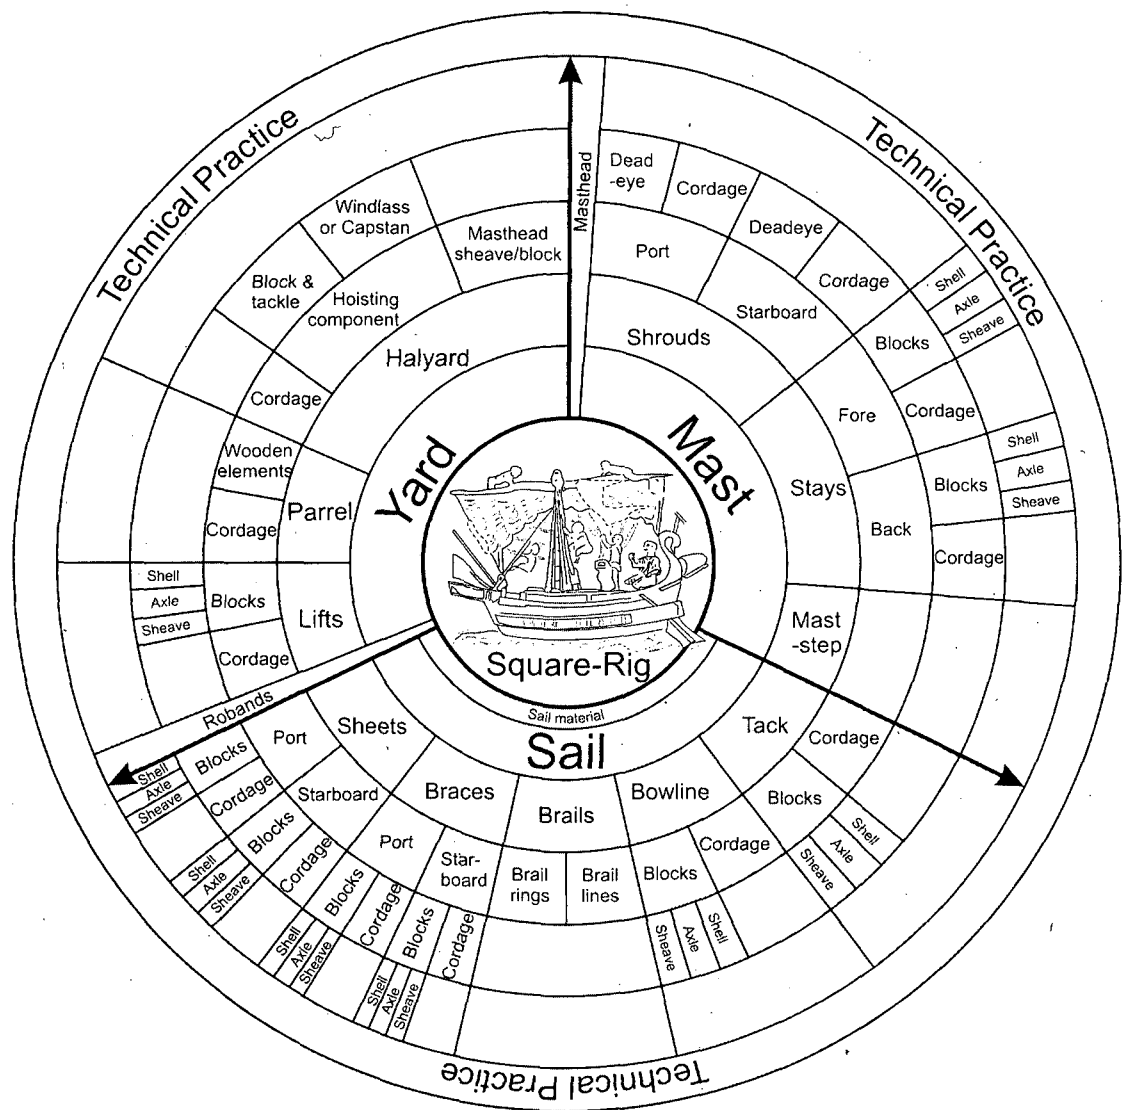 Technical Practice
Technical Practice
Technical Practice
Square-Rig
Yard
Halyard
Masthead
sheave/block
Hoisting
component
Windlass
or Capstan
Block &
tackle
Cordage
Parrel
Wooden
elements
Cordage
Lifts
Blocks
Shell
Axle
Sheave
Cordage
Robands
Mast
Masthead
Shrouds
Port
Dead
-eye
Cordage
Starboard
Deadeye
Cordage
Stays
Fore
Blocks
Shell
Axle
Sheave
Cordage
Back
Blocks
Shell
Axle
Sheave
Cordage
Mast
-step
Sail
Sail material
Tack
Cordage
Blocks
Shell
Axle
Sheave
Bowline
Cordage
Blocks
Shell
Axle
Sheave
Brails
Brail
rings
Brail
lines
Braces
Port
Blocks
Shell
Axle
Sheave
Cordage
Star-
board
Blocks
Shell
Axle
Sheave
Cordage
Sheets
Port
Blocks
Shell
Axle
Sheave
Cordage
Starboard
Blocks
Shell
Axle
Sheave
Cordage